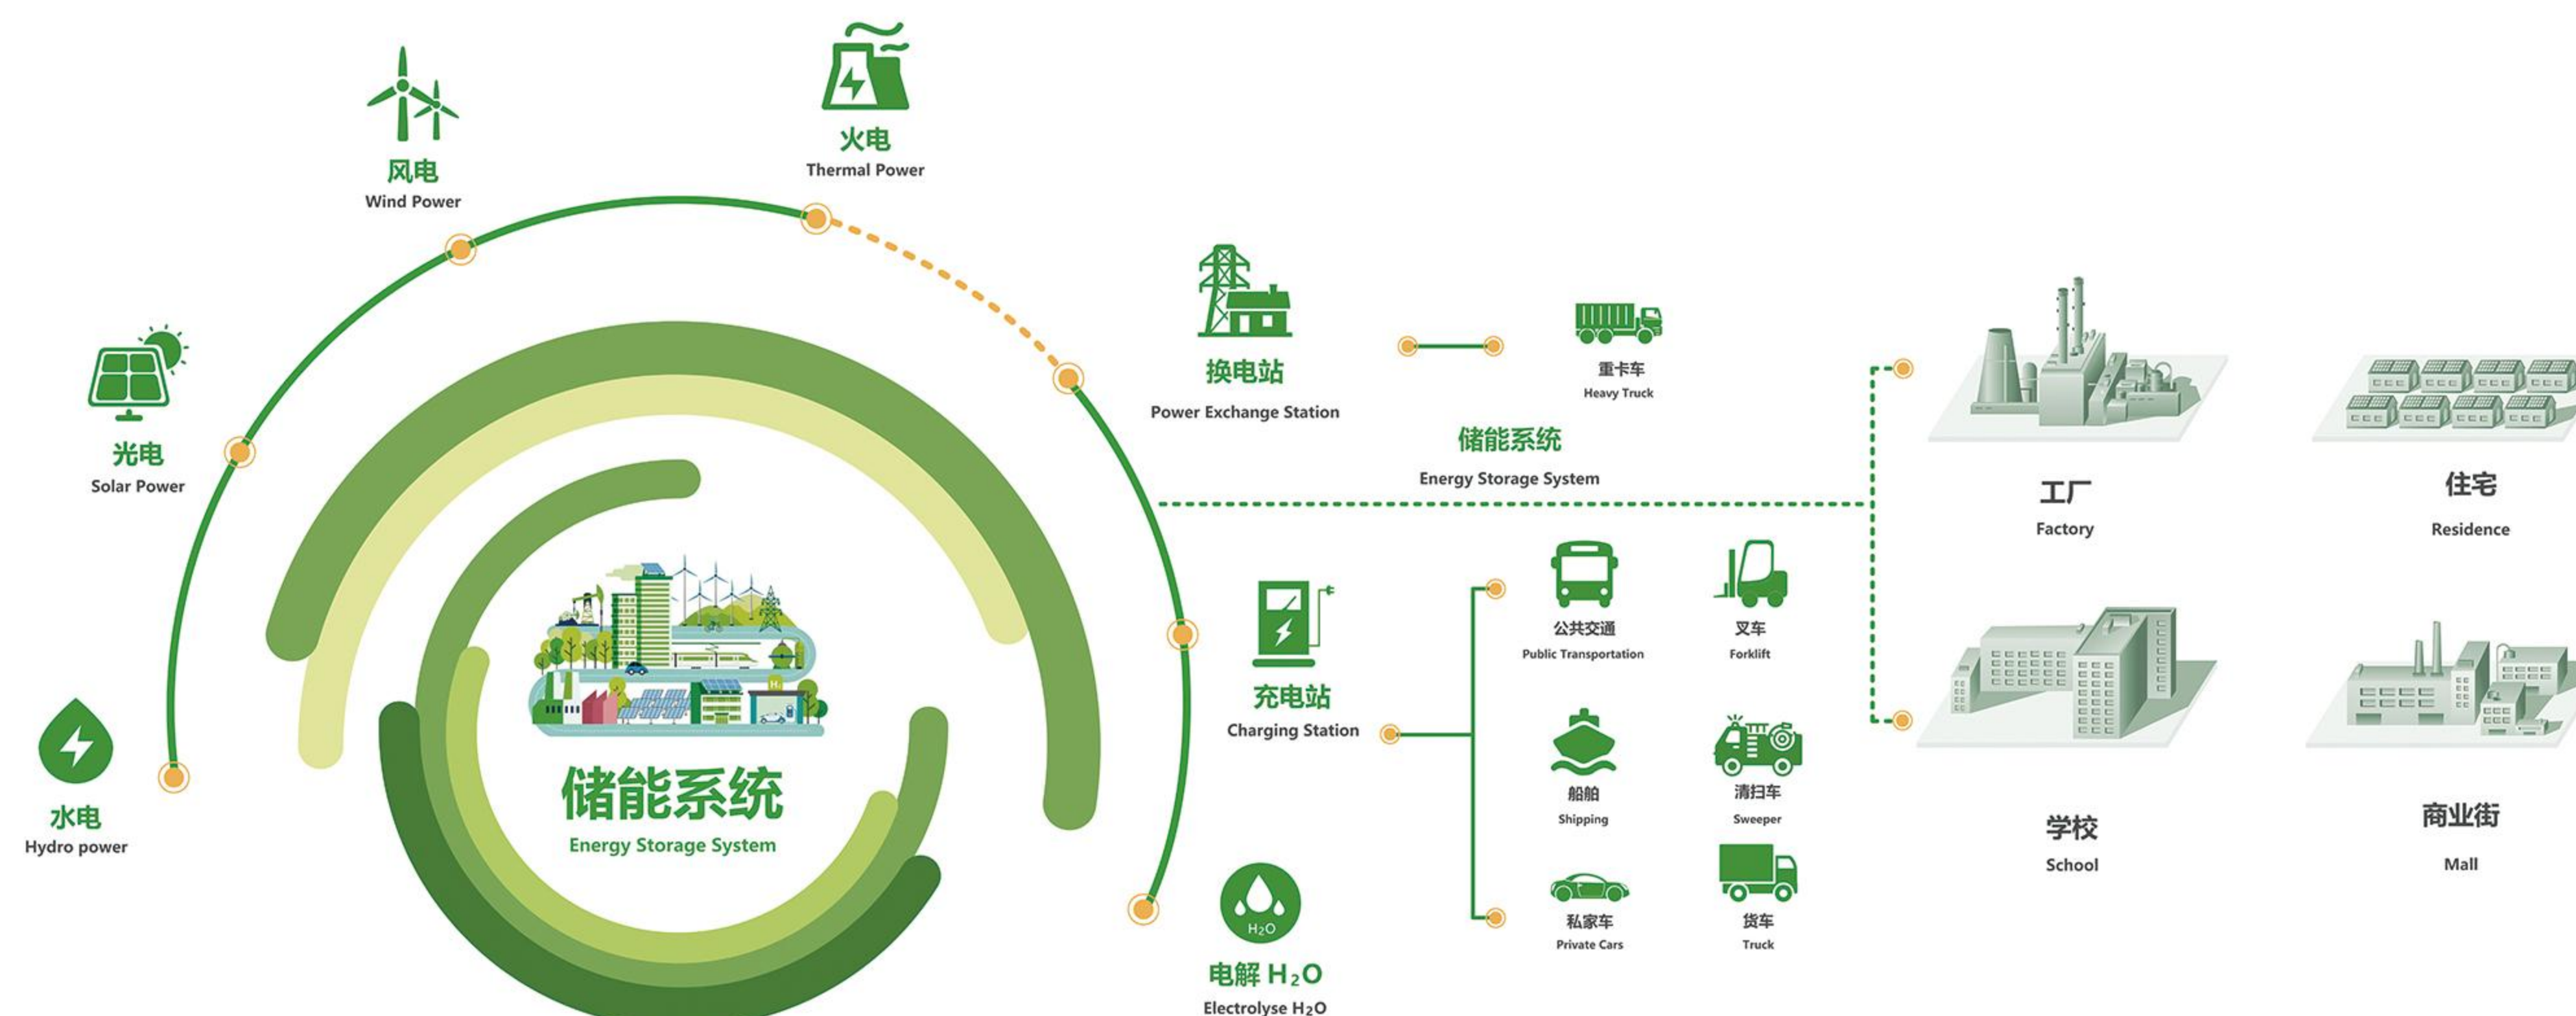 火电
Thermal Power
风电
Wind Power
光电
Solar Power
水电
Hydro power
储能系统
Energy Storage System
换电站
Power Exchange Station
重卡车
Heavy Truck
储能系统
Energy Storage System
充电站
Charging Station
公共交通
Public Transportation
叉车
Forklift
船舶
Shipping
清扫车
Sweeper
私家车
Private Cars
货车
Truck
H₂O
电解 H₂O
Electrolyse H₂O
工厂
Factory
住宅
Residence
学校
School
商业街
Mall